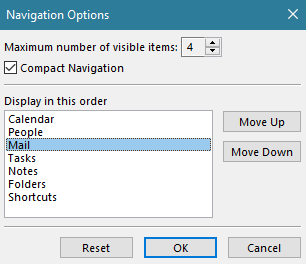 Navigation Options
Maximum number of visible items: 4
Compact Navigation
Display in this order
Calendar
People
Mail
Tasks
Notes
Folders
Shortcuts
Move Up
Move Down
Reset
OK
Cancel